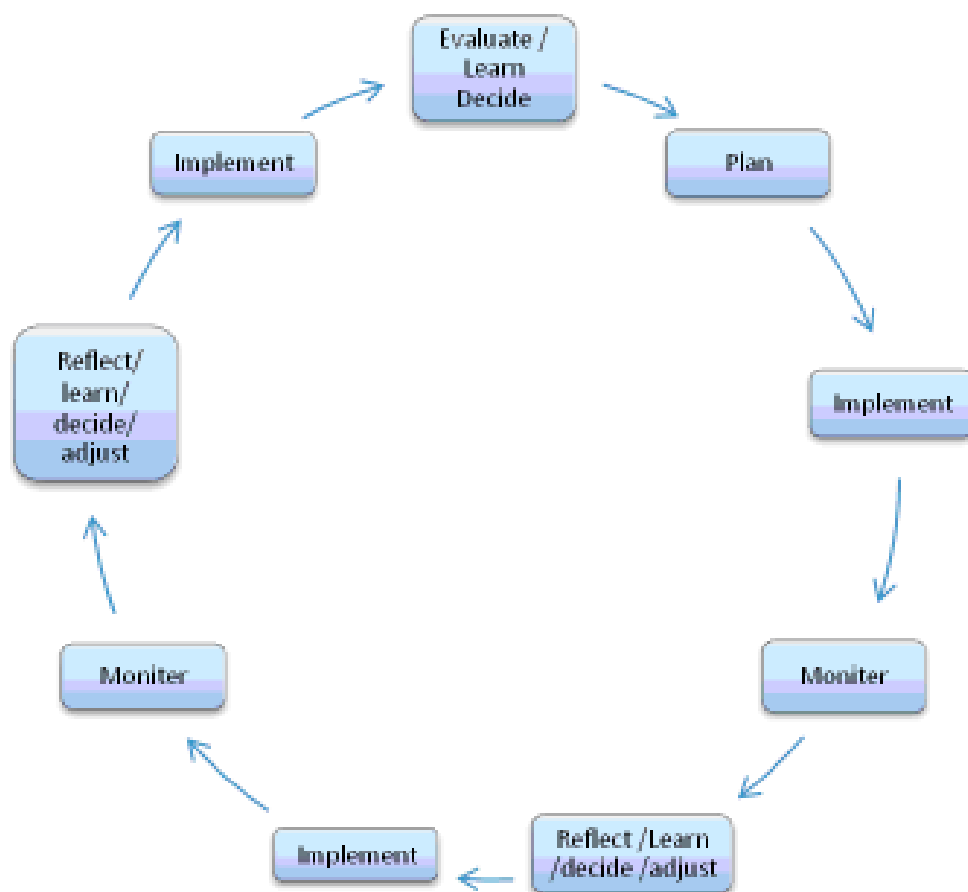 Evaluate /
Learn
Decide
Plan
Implement
Moniter
Reflect /Learn
/decide /adjust
Implement
Moniter
Reflect/
learn/
decide/
adjust
Implement